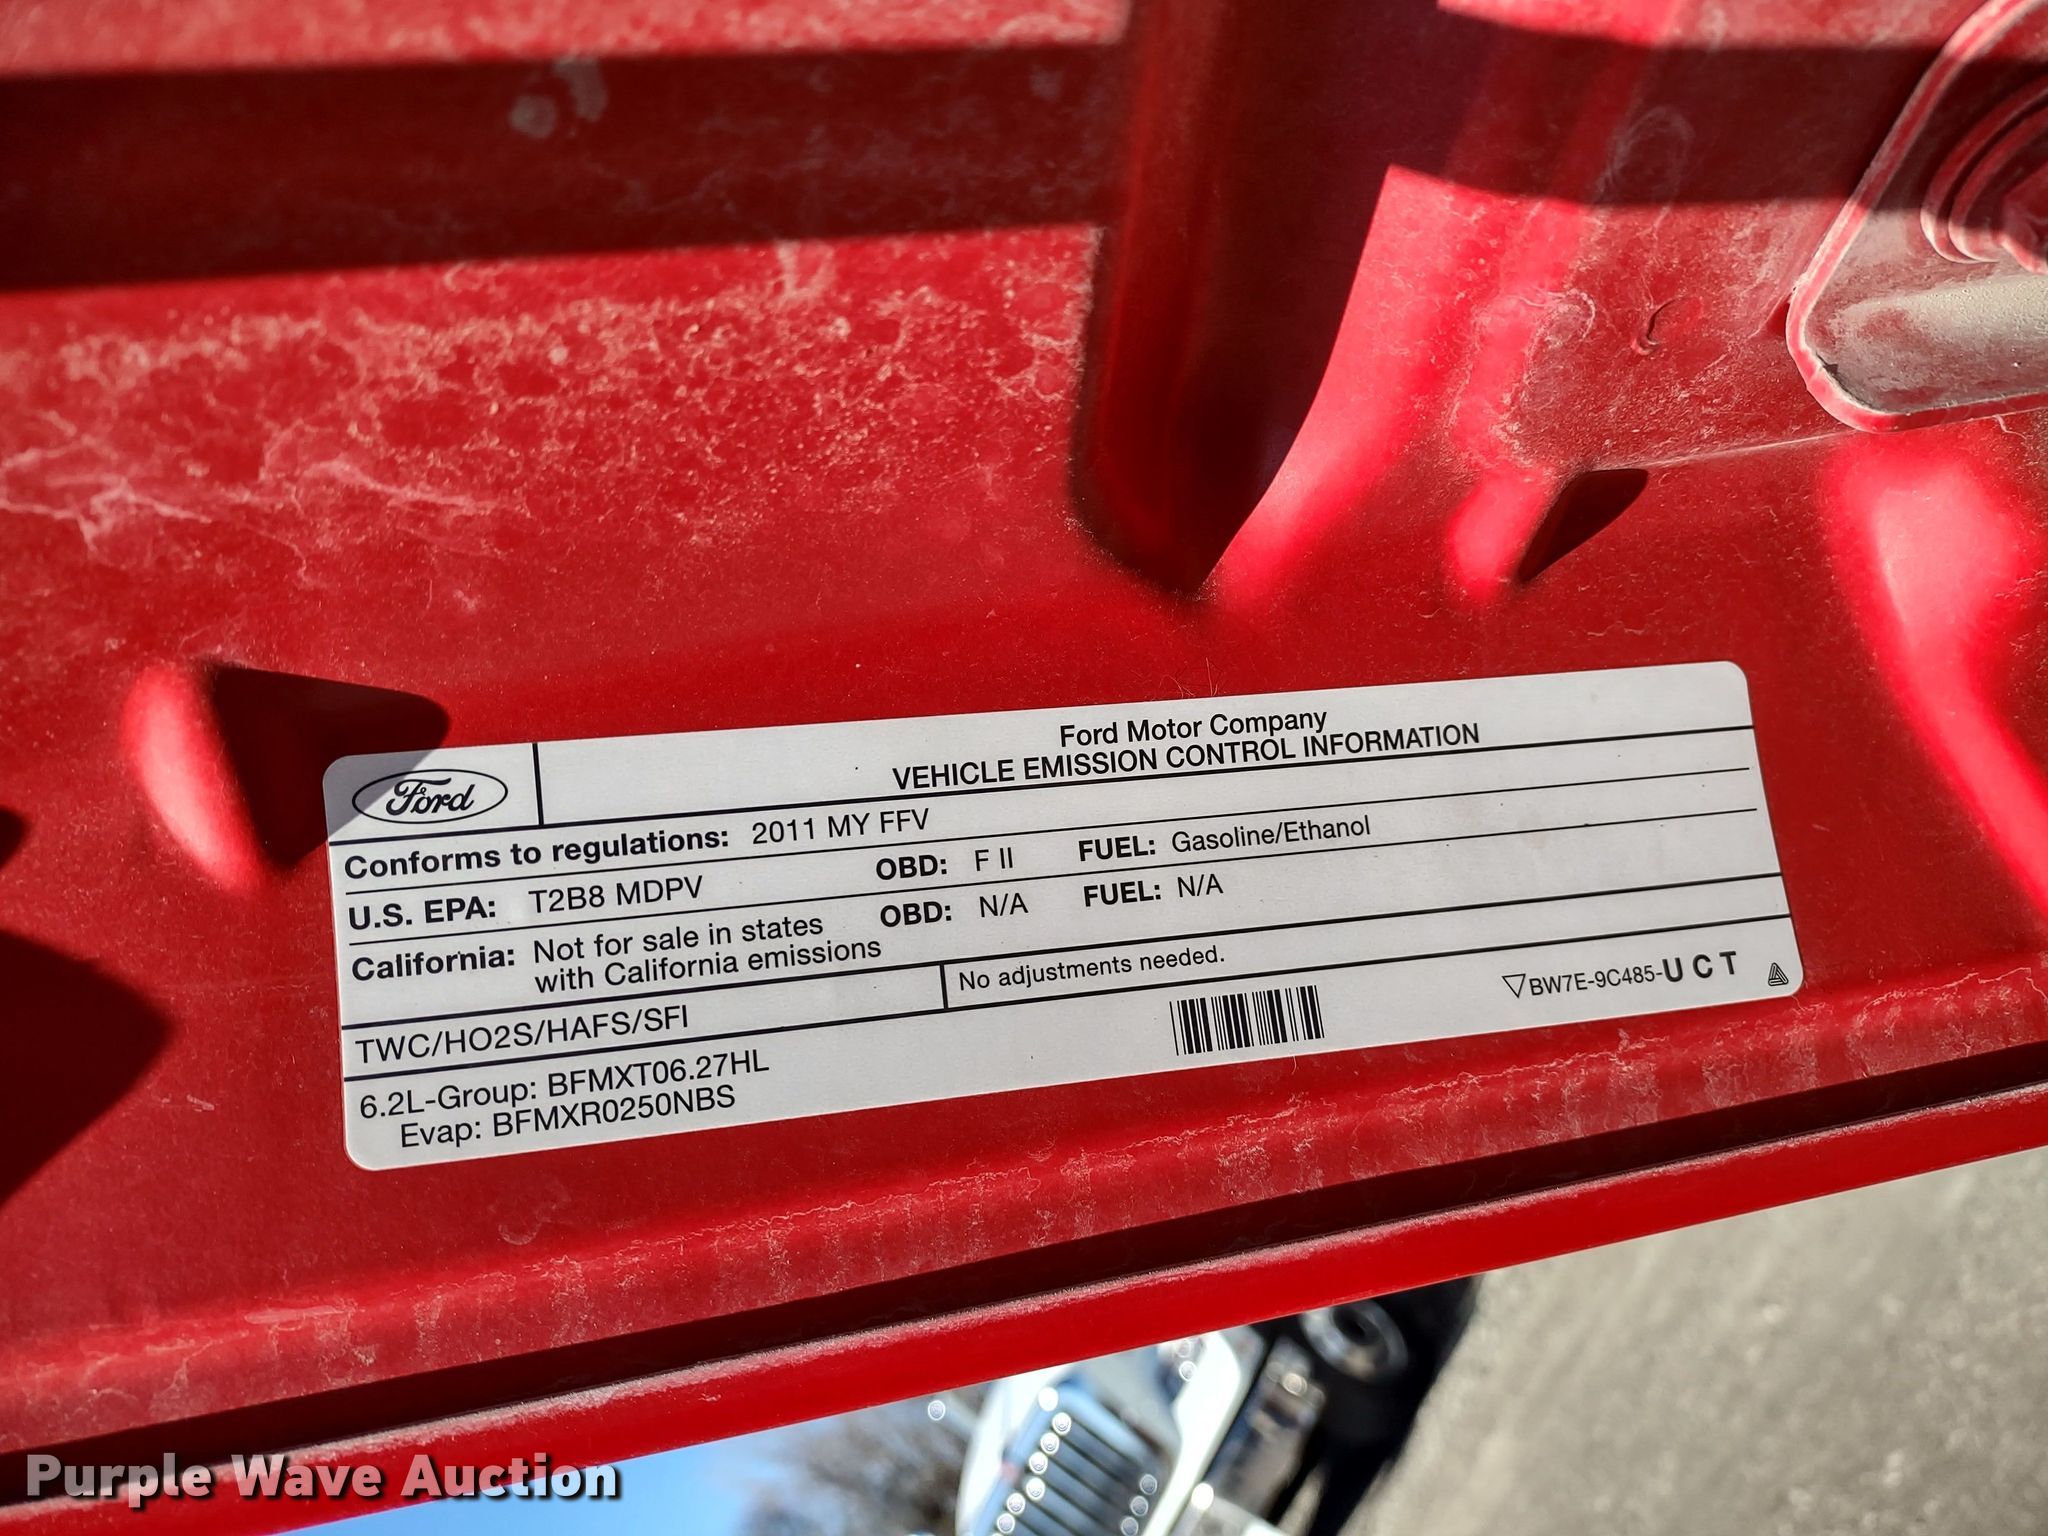 Ford
Ford Motor Company
VEHICLE EMISSION CONTROL INFORMATION
Conforms to regulations: 2011 MY FFV
U.S. EPA: T2B8 MDPV OBD: F II FUEL: Gasoline/Ethanol
California: Not for sale in states with California emissions OBD: N/A FUEL: N/A
TWC/HO2S/HAFS/SFI No adjustments needed.
6.2L-Group: BFMXT06.27HL
Evap: BFMXR0250NBS
BW7E-9C485-UCT
Purple Wave Auction